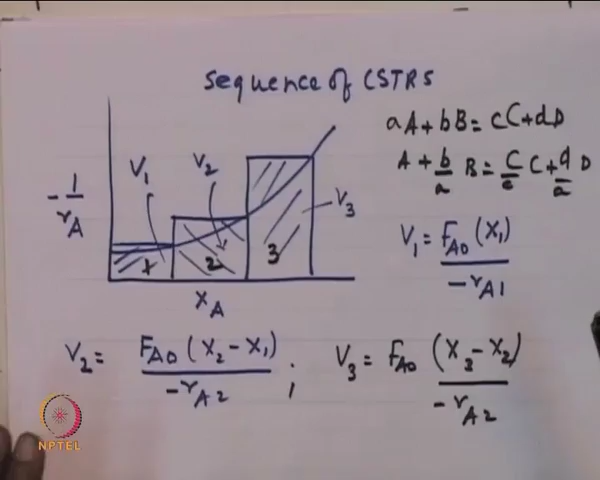 Sequence of CSTRS
aA + bB = cC + dD
A + b/a B = C/e C + d/a D
- 1/rA
V1
V2
V3
1
2
3
XA
V1 = FA0 (X1) / -rA1
V2 = FA0 (X2 - X1) / -rA2 ; V3 = FA0 (X3 - X2) / -rA2
NPTEL